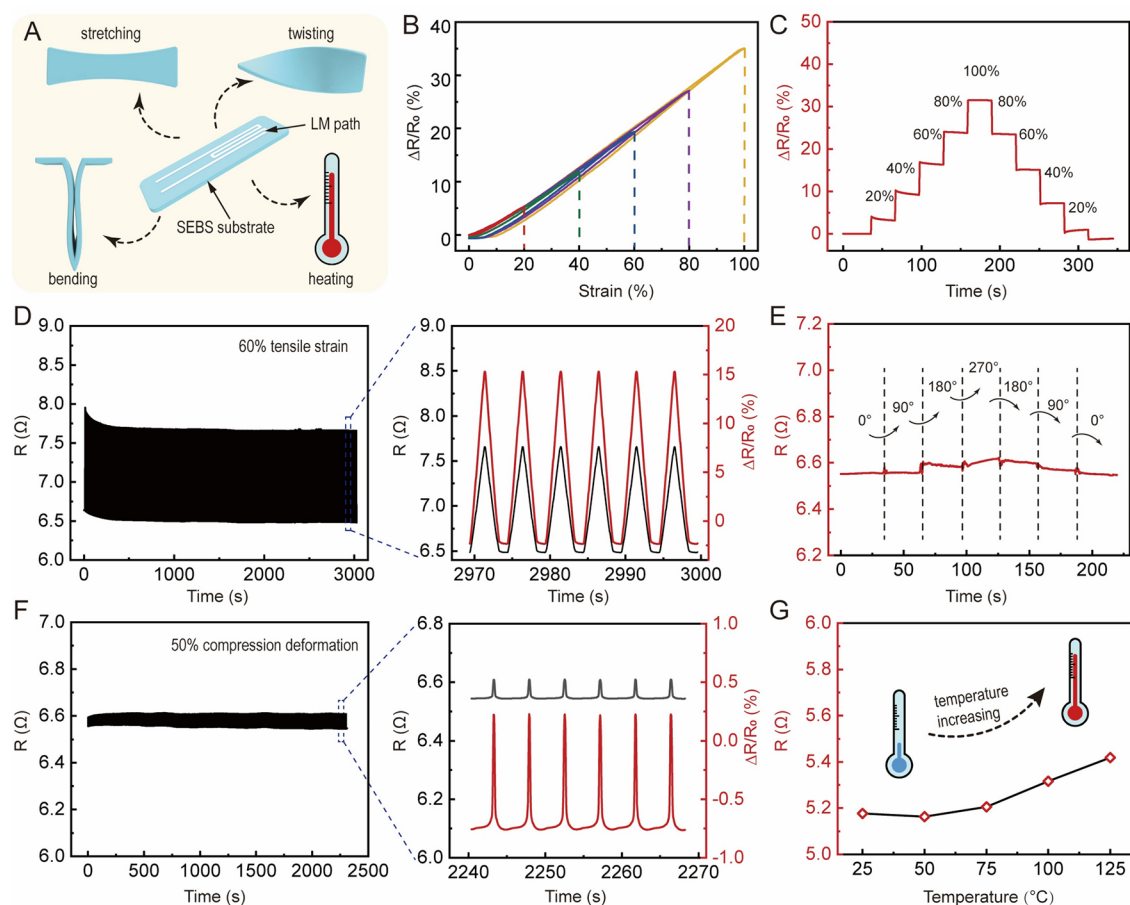 A
stretching
twisting
LM path
SEBS substrate
bending
heating
B
ΔR/R₀ (%)
40
35
30
20
10
0
0 20 40 60 80 100
Strain (%)
C
ΔR/R₀ (%)
50
40
30
20
10
0
100%
80% 80%
60% 60%
40% 40%
20% 20%
0 100 200 300
Time (s)
D
R (Ω)
9.0
8.5
8.0
7.5
7.0
6.5
6.0
60% tensile strain
0 1000 2000 3000
Time (s)
R (Ω)
9.0
8.5
8.0
7.5
7.0
6.5
20
15
10
5
0
ΔR/R₀ (%)
2970 2980 2990 3000
Time (s)
E
R (Ω)
7.2
7.0
6.8
6.6
6.4
6.2
0° 90° 180° 270° 180° 90° 0°
0 50 100 150 200
Time (s)
F
R (Ω)
7.0
6.8
6.6
6.4
6.2
6.0
50% compression deformation
0 500 1000 1500 2000 2500
Time (s)
R (Ω)
6.8
6.6
6.4
6.2
6.0
1.0
0.5
0.0
-0.5
-1.0
ΔR/R₀ (%)
2240 2250 2260 2270
Time (s)
G
R (Ω)
6.0
5.8
5.6
5.4
5.2
5.0
temperature
increasing
25 50 75 100 125
Temperature (°C)